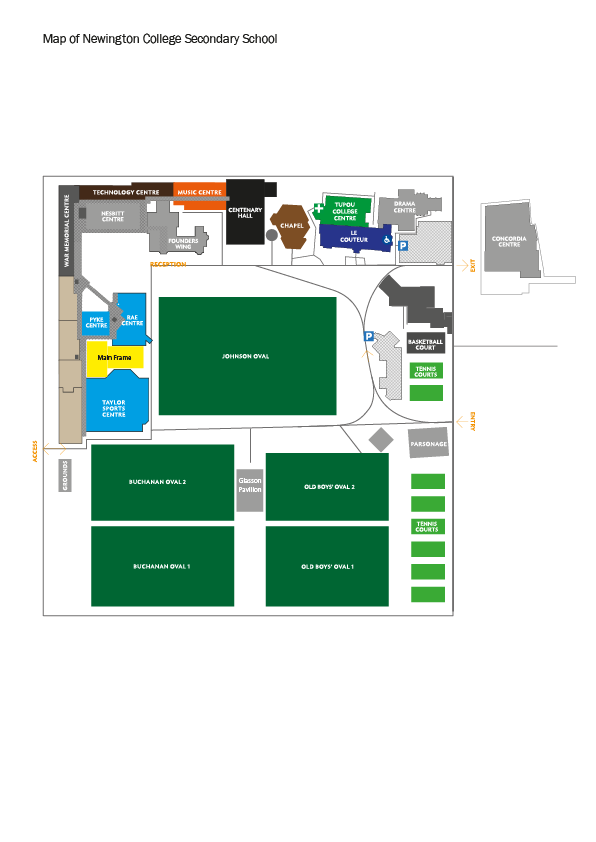 Map of Newington College Secondary School
TECHNOLOGY CENTRE
MUSIC CENTRE
WAR MEMORIAL CENTRE
NESBITT
CENTRE
FOUNDERS
WING
CENTENARY
HALL
CHAPEL
TUPOU
COLLEGE
CENTRE
LE
COUTEUR
DRAMA
CENTRE
P
CONCORDIA
CENTRE
RECEPTION
EXIT
PYKE
CENTRE
RAE
CENTRE
Main Frame
TAYLOR
SPORTS
CENTRE
JOHNSON OVAL
P
BASKETBALL
COURT
TENNIS
COURTS
ENTRY
PARSONAGE
ACCESS
GROUNDS
BUCHANAN OVAL 2
Glasson
Pavilion
OLD BOYS' OVAL 2
TENNIS
COURTS
BUCHANAN OVAL 1
OLD BOYS' OVAL 1